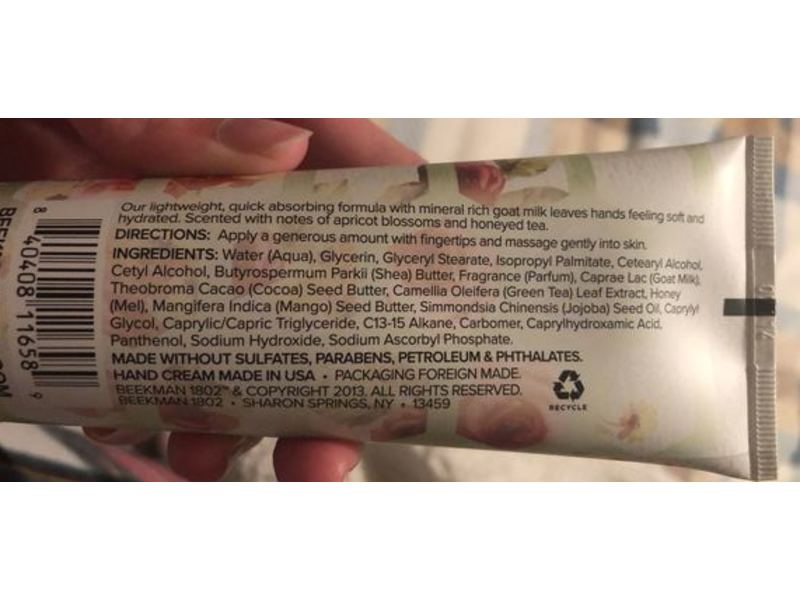 Our lightweight, quick absorbing formula with mineral rich goat milk leaves hands feeling soft and
hydrated. Scented with notes of apricot blossoms and honeyed tea.
DIRECTIONS: Apply a generous amount with fingertips and massage gently into skin.
INGREDIENTS: Water (Aqua), Glycerin, Glyceryl Stearate, Isopropyl Palmitate, Cetearyl Alcohol,
Cetyl Alcohol, Butyrospermum Parkii (Shea) Butter, Fragrance (Parfum), Caprae Lac (Goat Milk),
Theobroma Cacao (Cocoa) Seed Butter, Camellia Oleifera (Green Tea) Leaf Extract, Honey
(Mel), Mangifera Indica (Mango) Seed Butter, Simmondsia Chinensis (Jojoba) Seed Oil, Caprylyl
Glycol, Caprylic/Capric Triglyceride, C13-15 Alkane, Carbomer, Caprylhydroxamic Acid,
Panthenol, Sodium Hydroxide, Sodium Ascorbyl Phosphate.
MADE WITHOUT SULFATES, PARABENS, PETROLEUM & PHTHALATES.
HAND CREAM MADE IN USA • PACKAGING FOREIGN MADE.
BEEKMAN 1802™ & COPYRIGHT 2013. ALL RIGHTS RESERVED.
BEEKMAN 1802 • SHARON SPRINGS, NY • 13459
RECYCLE
8 40408 11658 9